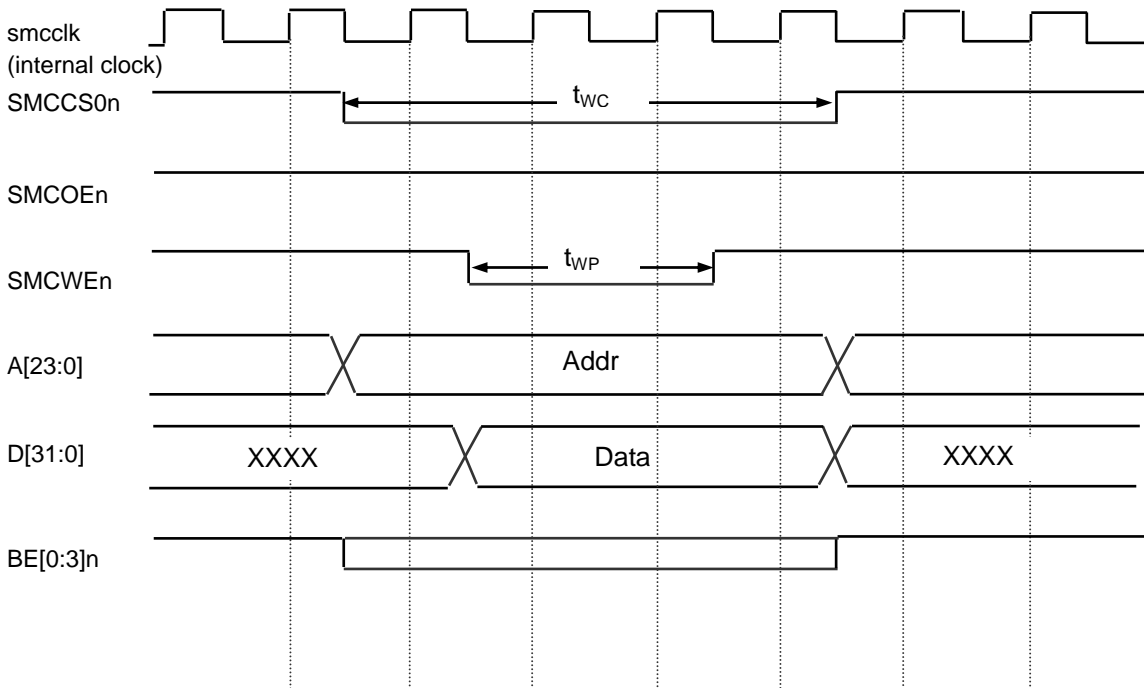 smcclk
(internal clock)
SMCCS0n
tWC
SMCOEn
SMCWEn
tWP
A[23:0]
Addr
D[31:0]
XXXX
Data
XXXX
BE[0:3]n